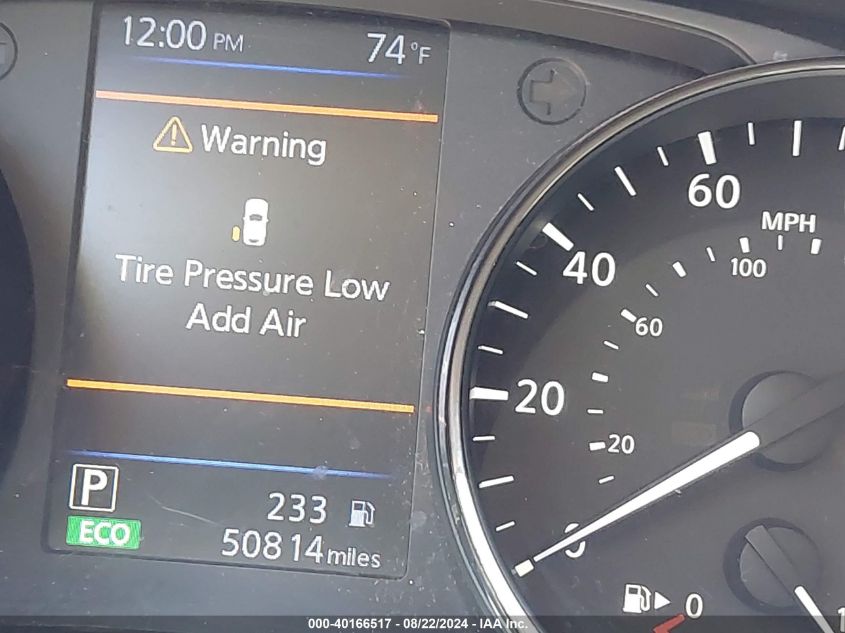 12:00 PM 74°F
Warning
Tire Pressure Low
Add Air
P 233
ECO 50814 miles
60
MPH
40
100
60
20
20
0
0
000-40166517 - 08/22/2024 - IAA Inc.